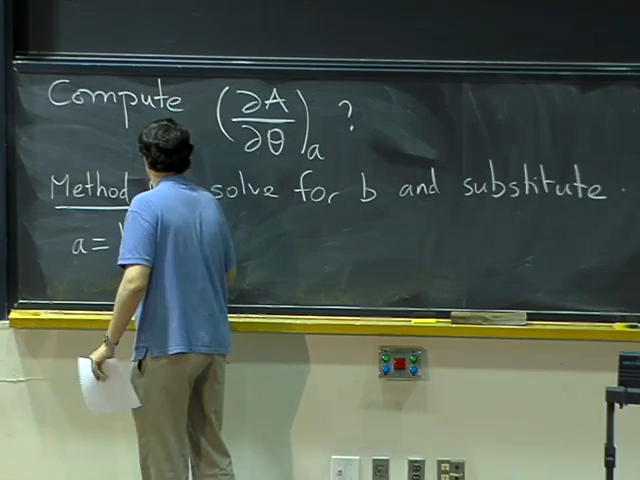 Compute (∂A/∂θ)ₐ ?
Method solve for b and substitute.
a =